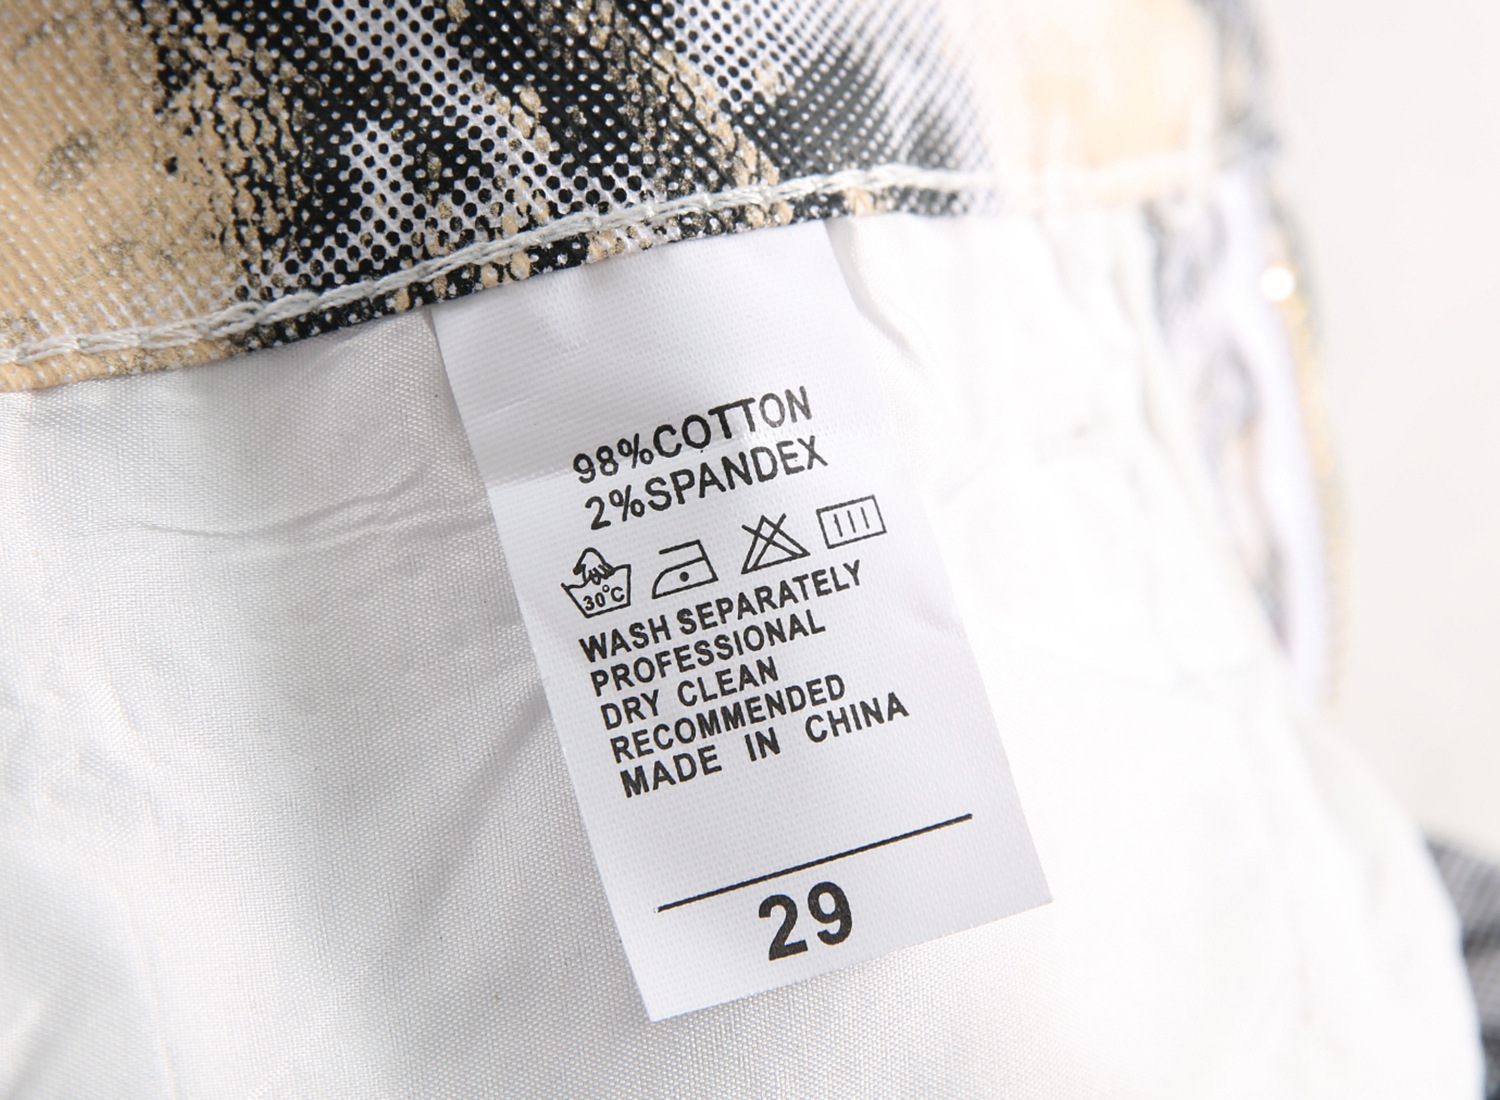 98%COTTON
2%SPANDEX
30°C
WASH SEPARATELY
PROFESSIONAL
DRY CLEAN
RECOMMENDED
MADE IN CHINA
29